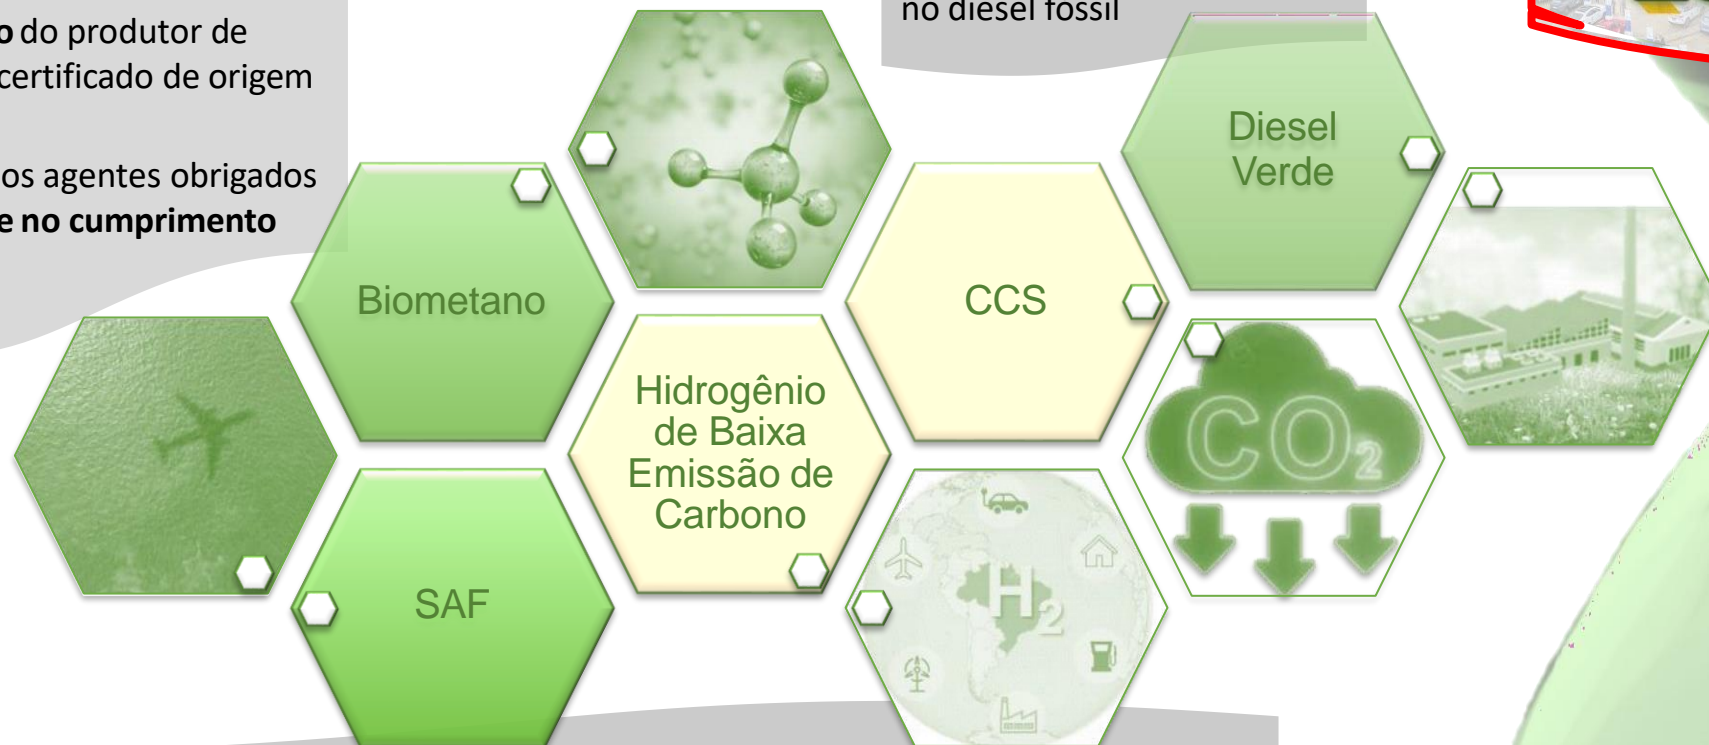 o do produtor de
certificado de origem
os agentes obrigados
e no cumprimento
no diesel fóssil
Diesel
Verde
Biometano
CCS
Hidrogênio
de Baixa
Emissão de
Carbono
CO2
SAF
H2